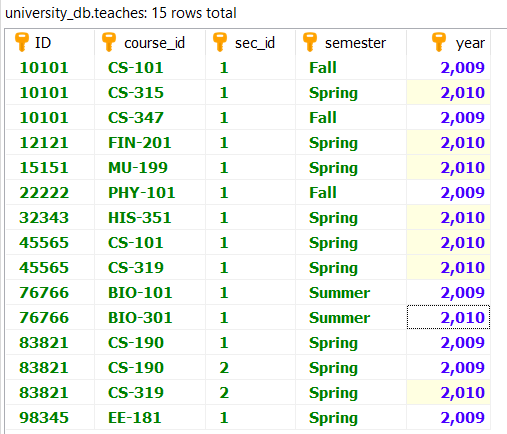 university_db.teaches: 15 rows total
ID course_id sec_id semester year
10101 CS-101 1 Fall 2,009
10101 CS-315 1 Spring 2,010
10101 CS-347 1 Fall 2,009
12121 FIN-201 1 Spring 2,010
15151 MU-199 1 Spring 2,010
22222 PHY-101 1 Fall 2,009
32343 HIS-351 1 Spring 2,010
45565 CS-101 1 Spring 2,010
45565 CS-319 1 Spring 2,010
76766 BIO-101 1 Summer 2,009
76766 BIO-301 1 Summer 2,010
83821 CS-190 1 Spring 2,009
83821 CS-190 2 Spring 2,009
83821 CS-319 2 Spring 2,010
98345 EE-181 1 Spring 2,009